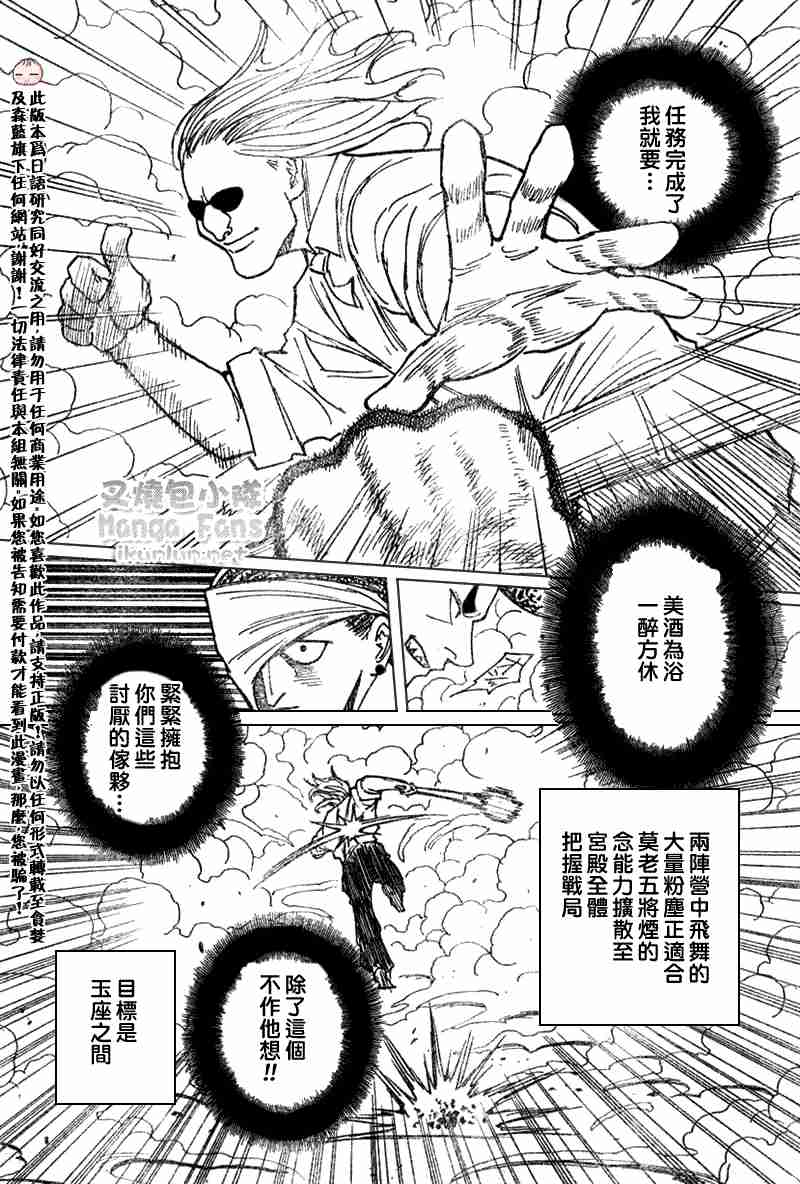 任務完成了
我就要…
美酒為浴
一醉方休
緊緊擁抱
你們這些
討厭的傢夥…
兩陣營中飛舞的
大量粉塵正適合
莫老五將煙的
念能力擴散至
宮殿全體
把握戰局
除了這個
不作他想!!
目標是
玉座之間
此版本爲日語研究同好交流之用,請勿用于任何商業用途,如您喜歡此作品,請支持正版!請勿以任何形式轉載至貪婪
及森藍旗下任何網站,謝謝!一切法律責任與本組無關,如果您被告知需要付款才能看到此漫畫,那麽,您被騙了!
叉燒包小隊
Manga Fans
ikunlun.net